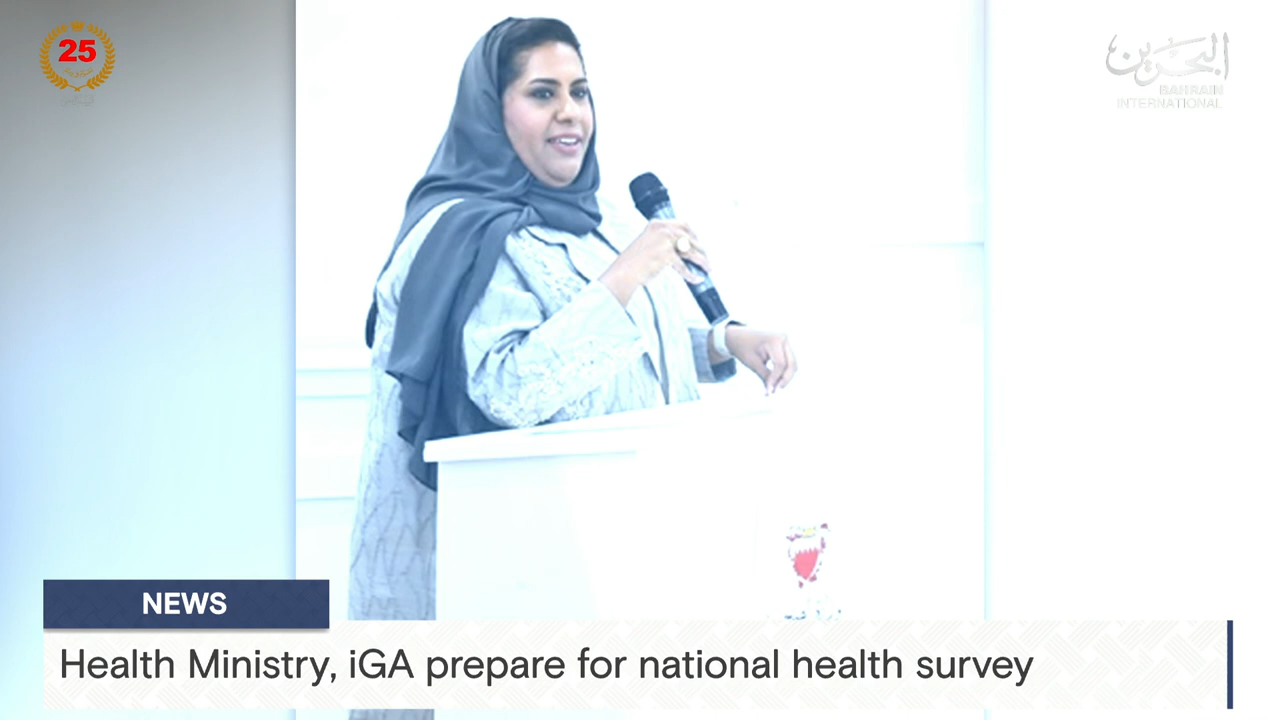 25
البحرين
BAHRAIN
INTERNATIONAL
NEWS
Health Ministry, iGA prepare for national health survey